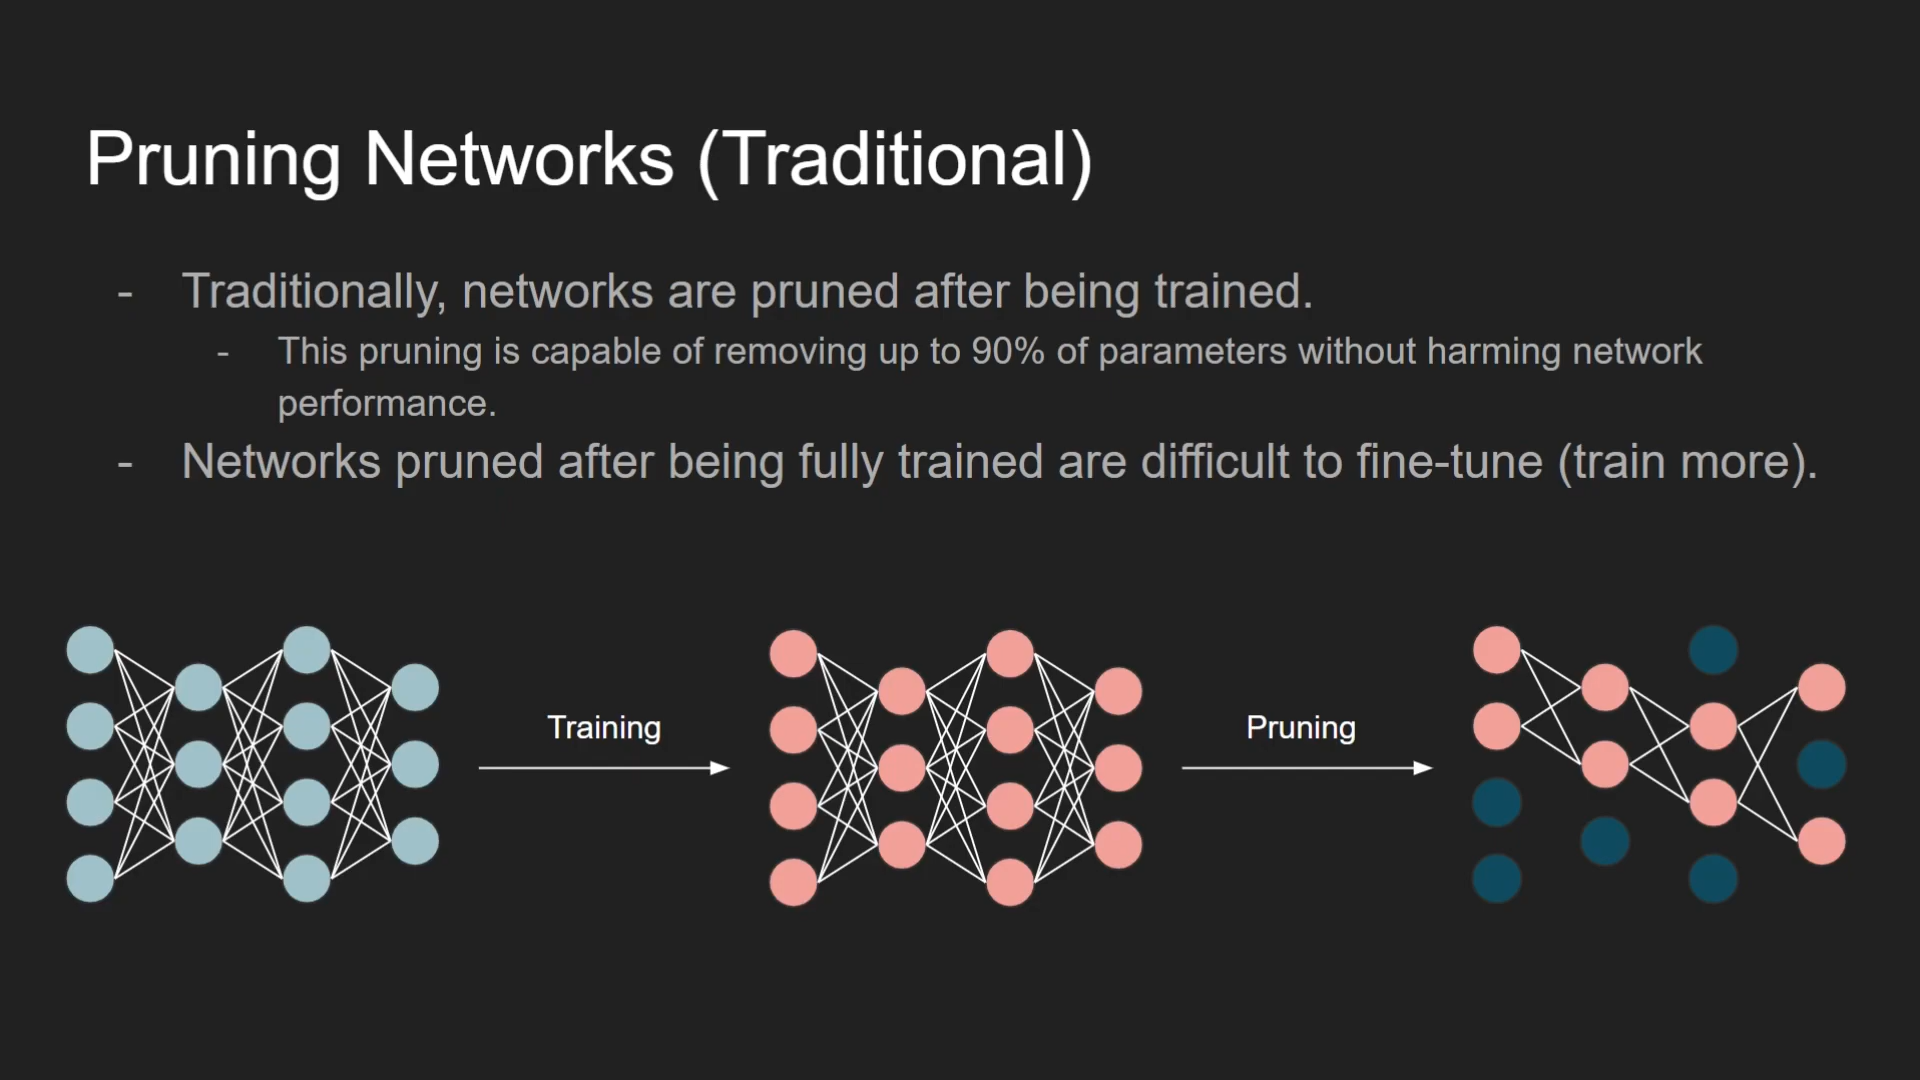 Pruning Networks (Traditional)
- Traditionally, networks are pruned after being trained.
- This pruning is capable of removing up to 90% of parameters without harming network
performance.
- Networks pruned after being fully trained are difficult to fine-tune (train more).
Training
Pruning